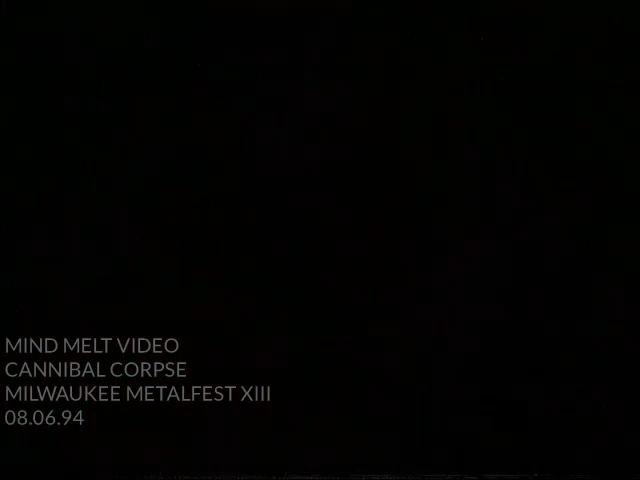 MIND MELT VIDEO
CANNIBAL CORPSE
MILWAUKEE METALFEST XIII
08.06.94